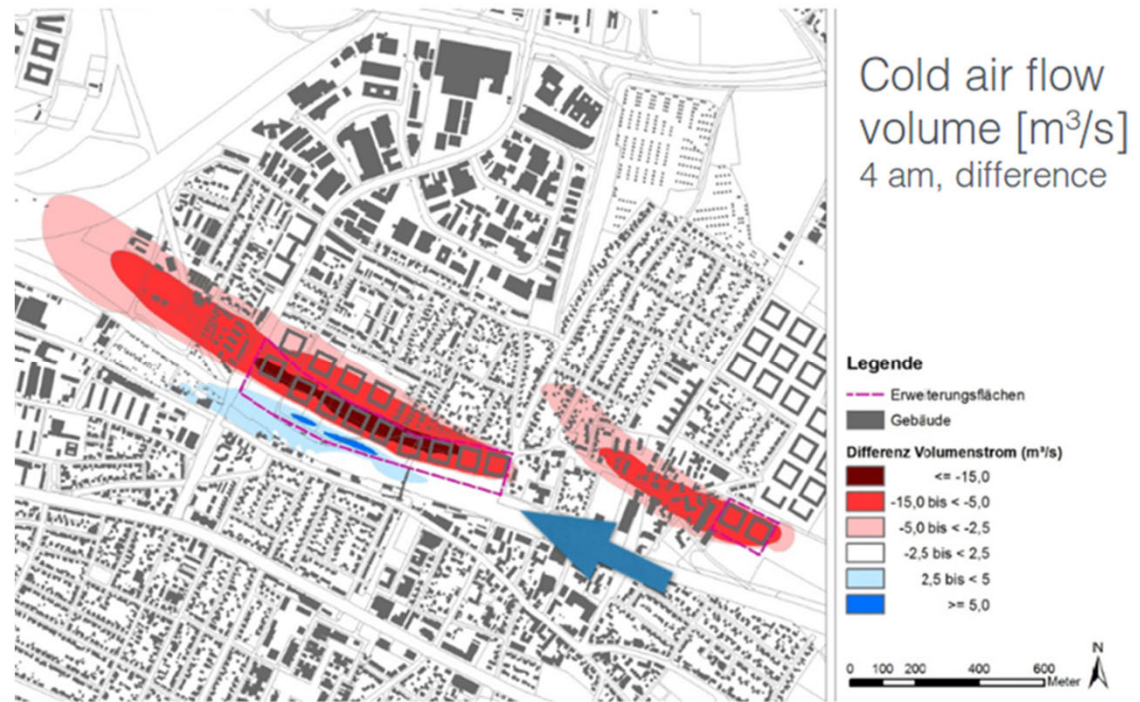 Cold air flow
volume [m³/s]
4 am, difference
Legende
Erweiterungsflächen
Gebäude
Differenz Volumenstrom (m³/s)
<= -15,0
-15,0 bis < -5,0
-5,0 bis < -2,5
-2,5 bis < 2,5
2,5 bis < 5
>= 5,0
N
0 100 200 400 600
Meter